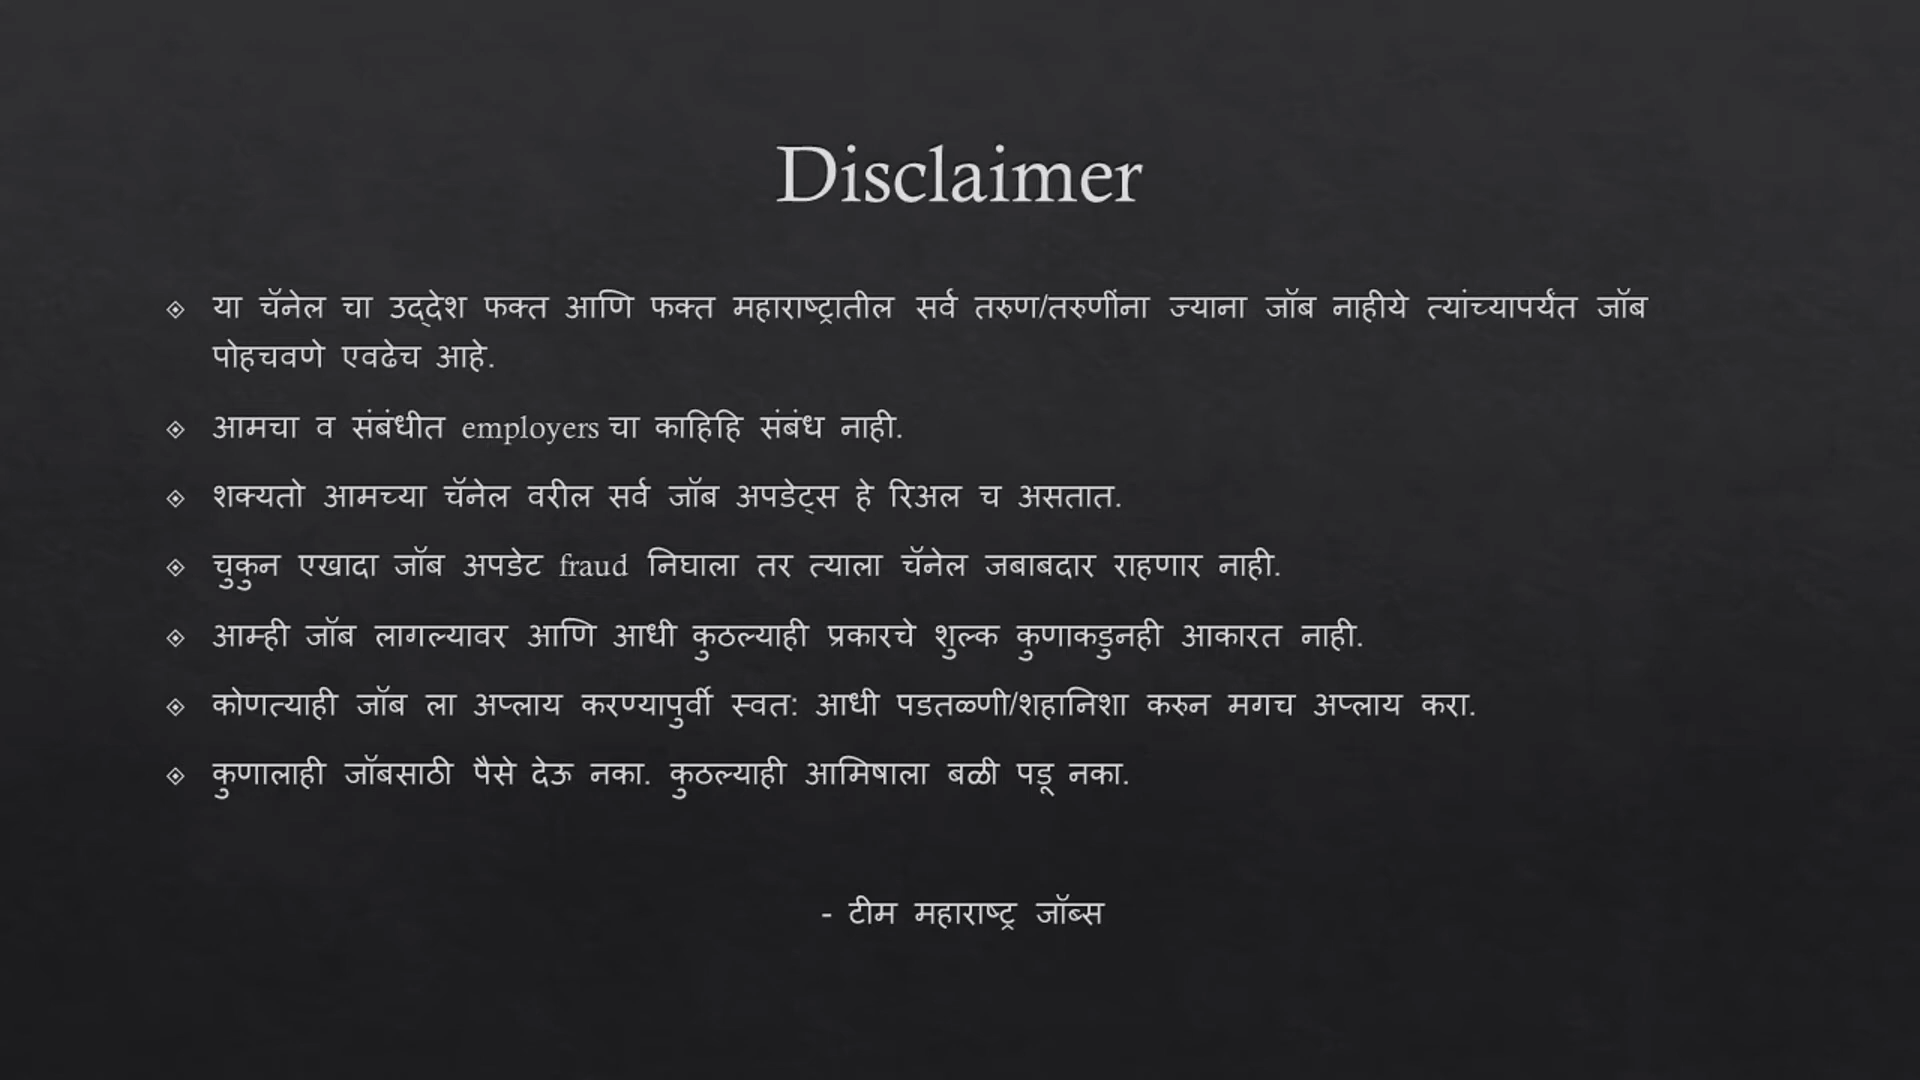 Disclaimer
या चॅनेल चा उद्देश फक्त आणि फक्त महाराष्ट्रातील सर्व तरुण/तरुणींना ज्याना जॉब नाहीये त्यांच्यापर्यंत जॉब
पोहचवणे एवढेच आहे.
आमचा व संबंधीत employers चा काहिहि संबंध नाही.
शक्यतो आमच्या चॅनेल वरील सर्व जॉब अपडेट्स हे रिअल च असतात.
चुकुन एखादा जॉब अपडेट fraud निघाला तर त्याला चॅनेल जबाबदार राहणार नाही.
आम्ही जॉब लागल्यावर आणि आधी कुठल्याही प्रकारचे शुल्क कुणाकडुनही आकारत नाही.
कोणत्याही जॉब ला अप्लाय करण्यापुर्वी स्वत: आधी पडतळणी/शहानिशा करुन मगच अप्लाय करा.
कुणालाही जॉबसाठी पैसे देऊ नका. कुठल्याही आमिषाला बळी पडू नका.
- टीम महाराष्ट्र जॉब्स